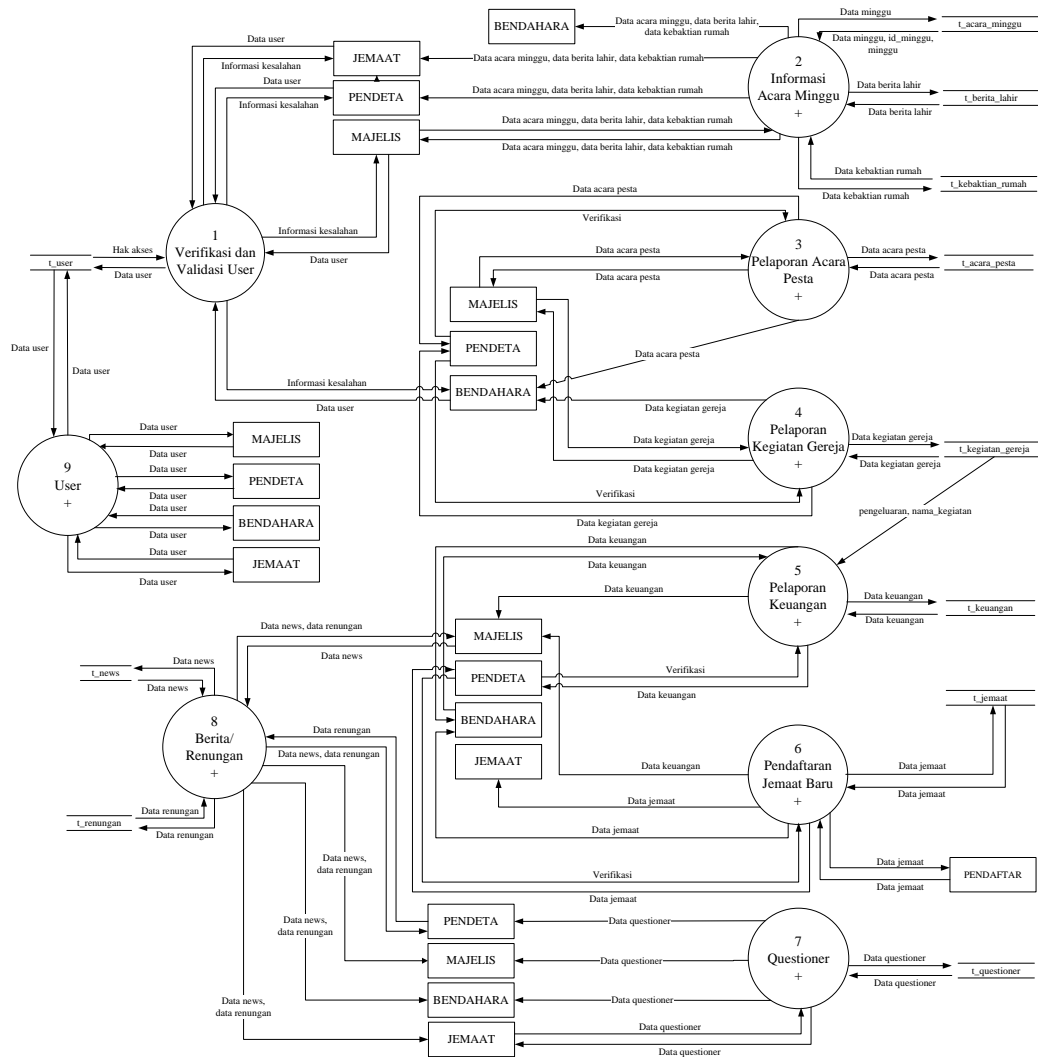 BENDAHARA
Data acara minggu, data berita lahir,
data kebaktian rumah
Data minggu
t_acara_minggu
Data minggu, id_minggu,
minggu
Data user
Informasi kesalahan
JEMAAT
Data acara minggu, data berita lahir, data kebaktian rumah
2
Informasi
Acara Minggu
+
Data user
Informasi kesalahan
PENDETA
Data acara minggu, data berita lahir, data kebaktian rumah
Data berita lahir
t_berita_lahir
Data berita lahir
MAJELIS
Data acara minggu, data berita lahir, data kebaktian rumah
Data acara minggu, data berita lahir, data kebaktian rumah
Data kebaktian rumah
t_kebaktian_rumah
Data kebaktian rumah
1
Verifikasi dan
Validasi User
Informasi kesalahan
Data user
Hak akses
t_user
Data user
Data acara pesta
Verifikasi
Data acara pesta
Data acara pesta
3
Pelaporan Acara
Pesta
+
Data acara pesta
t_acara_pesta
Data acara pesta
MAJELIS
PENDETA
BENDAHARA
Data acara pesta
Informasi kesalahan
Data user
Data user
Data user
Data kegiatan gereja
Data kegiatan gereja
Data kegiatan gereja
4
Pelaporan
Kegiatan Gereja
+
Data kegiatan gereja
t_kegiatan_gereja
Data kegiatan gereja
Verifikasi
Data kegiatan gereja
pengeluaran, nama_kegiatan
9
User
+
Data user
Data user
MAJELIS
Data user
Data user
PENDETA
Data user
Data user
BENDAHARA
Data user
Data user
JEMAAT
Data keuangan
Data keuangan
Data keuangan
5
Pelaporan
Keuangan
+
Data keuangan
t_keuangan
Data keuangan
Data news, data renungan
Data news
MAJELIS
PENDETA
Verifikasi
Data keuangan
BENDAHARA
JEMAAT
Data news
t_news
Data news
8
Berita/
Renungan
+
Data renungan
Data news, data renungan
Data renungan
t_renungan
Data renungan
Data keuangan
Data jemaat
Data jemaat
6
Pendaftaran
Jemaat Baru
+
t_jemaat
Data jemaat
Data jemaat
Verifikasi
Data jemaat
Data jemaat
Data jemaat
PENDAFTAR
Data news,
data renungan
Data news,
data renungan
Data news,
data renungan
PENDETA
Data questioner
MAJELIS
Data questioner
BENDAHARA
Data questioner
JEMAAT
Data questioner
Data questioner
7
Questioner
+
Data questioner
t_questioner
Data questioner